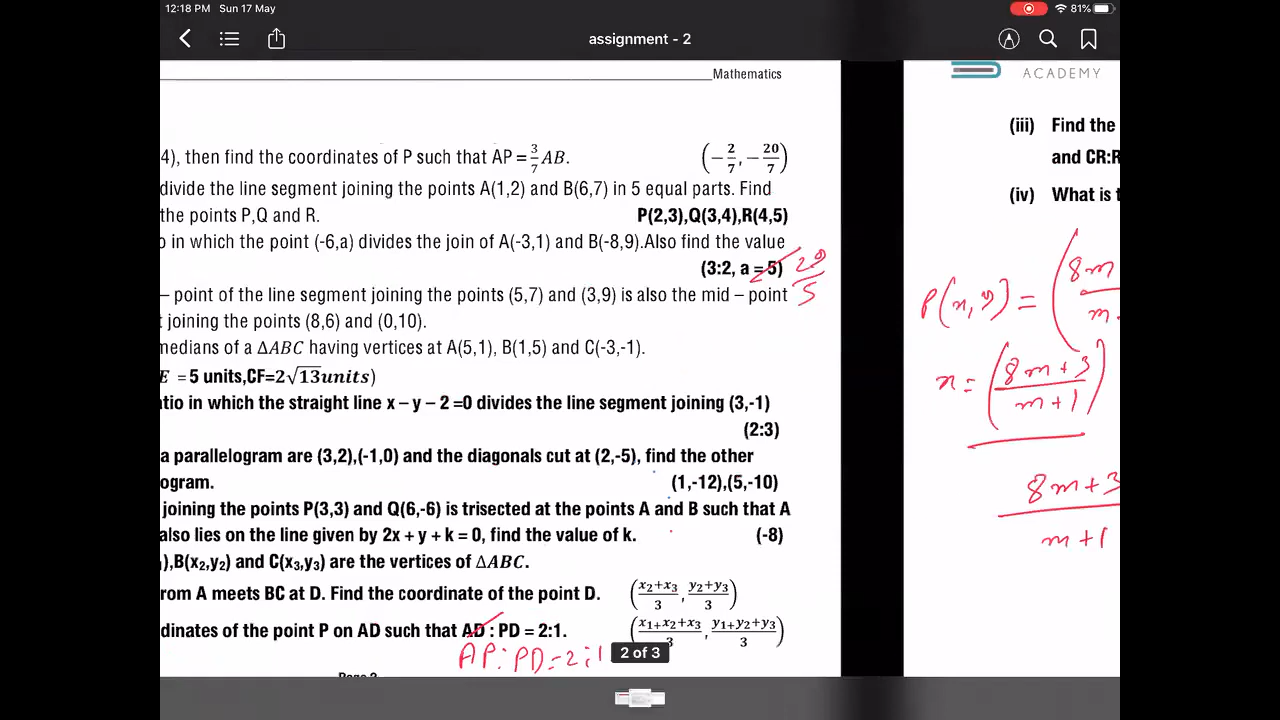 12:18 PM Sun 17 May
81%
assignment - 2
Mathematics
4), then find the coordinates of P such that AP = 3/7 AB. (−2/7, −20/7)
divide the line segment joining the points A(1,2) and B(6,7) in 5 equal parts. Find
the points P,Q and R. P(2,3),Q(3,4),R(4,5)
o in which the point (-6,a) divides the join of A(-3,1) and B(-8,9).Also find the value
(3:2, a = 5) 29/5
– point of the line segment joining the points (5,7) and (3,9) is also the mid – point
t joining the points (8,6) and (0,10).
medians of a ΔABC having vertices at A(5,1), B(1,5) and C(-3,-1).
E = 5 units,CF=2√13units)
atio in which the straight line x – y – 2 =0 divides the line segment joining (3,-1)
(2:3)
a parallelogram are (3,2),(-1,0) and the diagonals cut at (2,-5), find the other
ogram. (1,-12),(5,-10)
joining the points P(3,3) and Q(6,-6) is trisected at the points A and B such that A
also lies on the line given by 2x + y + k = 0, find the value of k. (-8)
),B(x₂,y₂) and C(x₃,y₃) are the vertices of ΔABC.
rom A meets BC at D. Find the coordinate of the point D. (x₂+x₃/3, y₂+y₃/3)
dinates of the point P on AD such that AD : PD = 2:1. (x₁+x₂+x₃/3, y₁+y₂+y₃/3)
AP : PD = 2 : 1
2 of 3
ACADEMY
(iii) Find the
and CR:R
(iv) What is t
P(x, y) = (8m
m
x = (8m + 3/m + 1)
8m + 3
m + 1